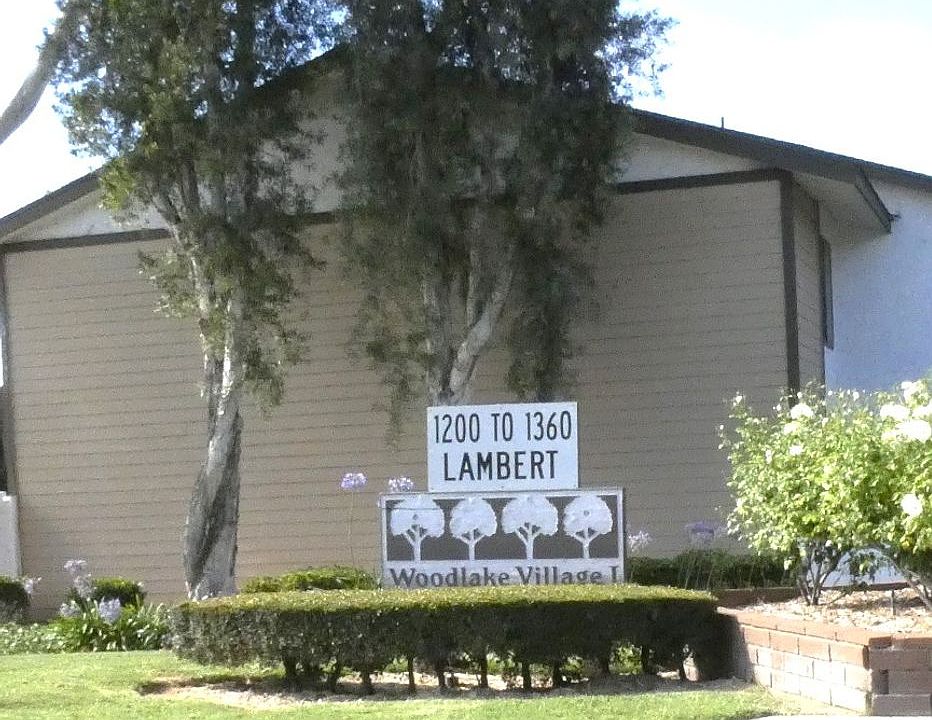 1200 TO 1360
LAMBERT
Woodlake Village I